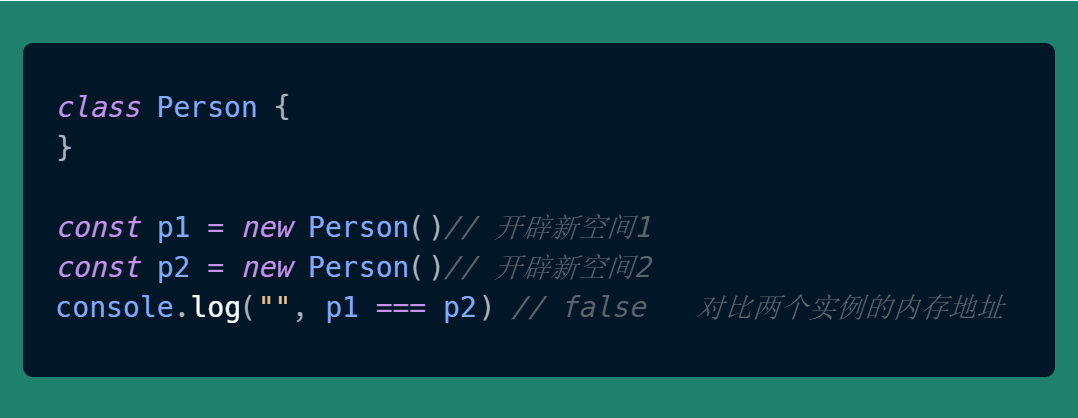 class Person {
}
const p1 = new Person()// 开辟新空间1
const p2 = new Person()// 开辟新空间2
console.log("", p1 === p2) // false   对比两个实例的内存地址